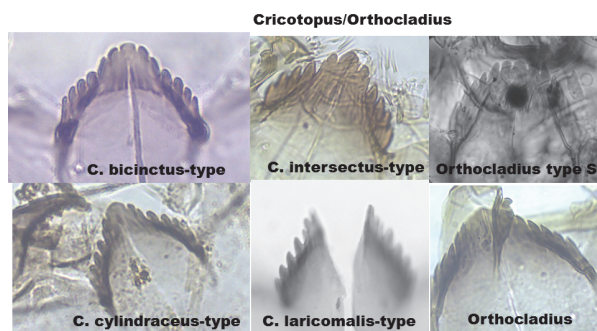 Cricotopus/Orthocladius
C. bicinctus-type
C. intersectus-type
Orthocladius type S
C. cylindraceus-type
C. laricomalis-type
Orthocladius